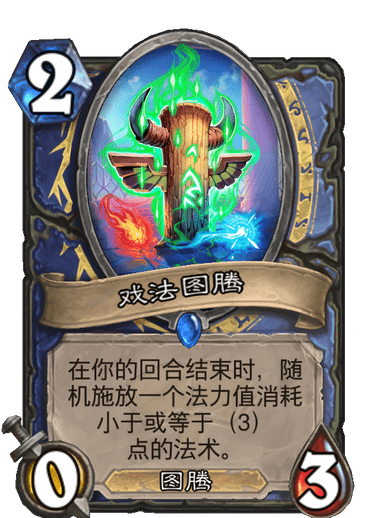 2
戏法图腾
在你的回合结束时，随
机施放一个法力值消耗
小于或等于（3）
点的法术。
图腾
0
3